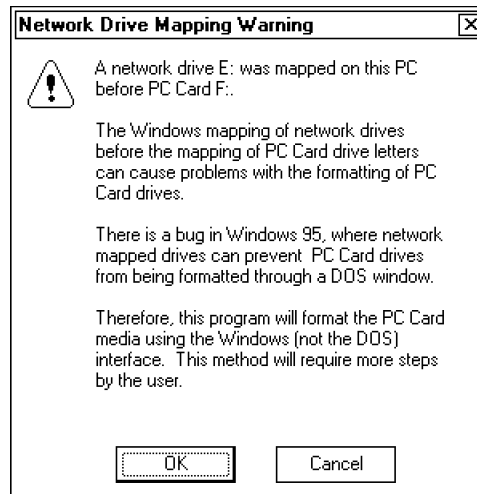 Network Drive Mapping Warning
A network drive E: was mapped on this PC
before PC Card F:.
The Windows mapping of network drives
before the mapping of PC Card drive letters
can cause problems with the formatting of PC
Card drives.
There is a bug in Windows 95, where network
mapped drives can prevent  PC Card drives
from being formatted through a DOS window.
Therefore, this program will format the PC Card
media using the Windows (not the DOS)
interface.  This method will require more steps
by the user.
OK Cancel